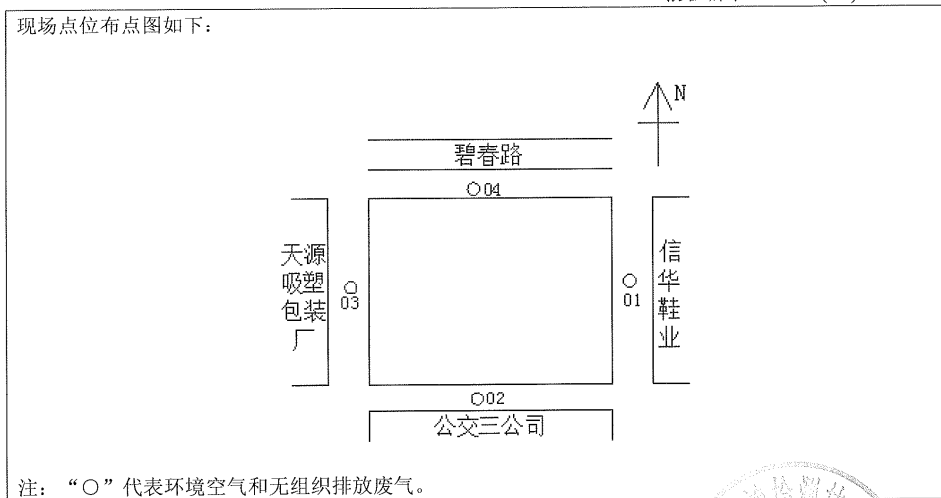 现场点位布点图如下：
N
碧春路
○04
天源
吸塑
包装
厂
○
03
○
01
信
华
鞋
业
○02
公交三公司
注：“○”代表环境空气和无组织排放废气。